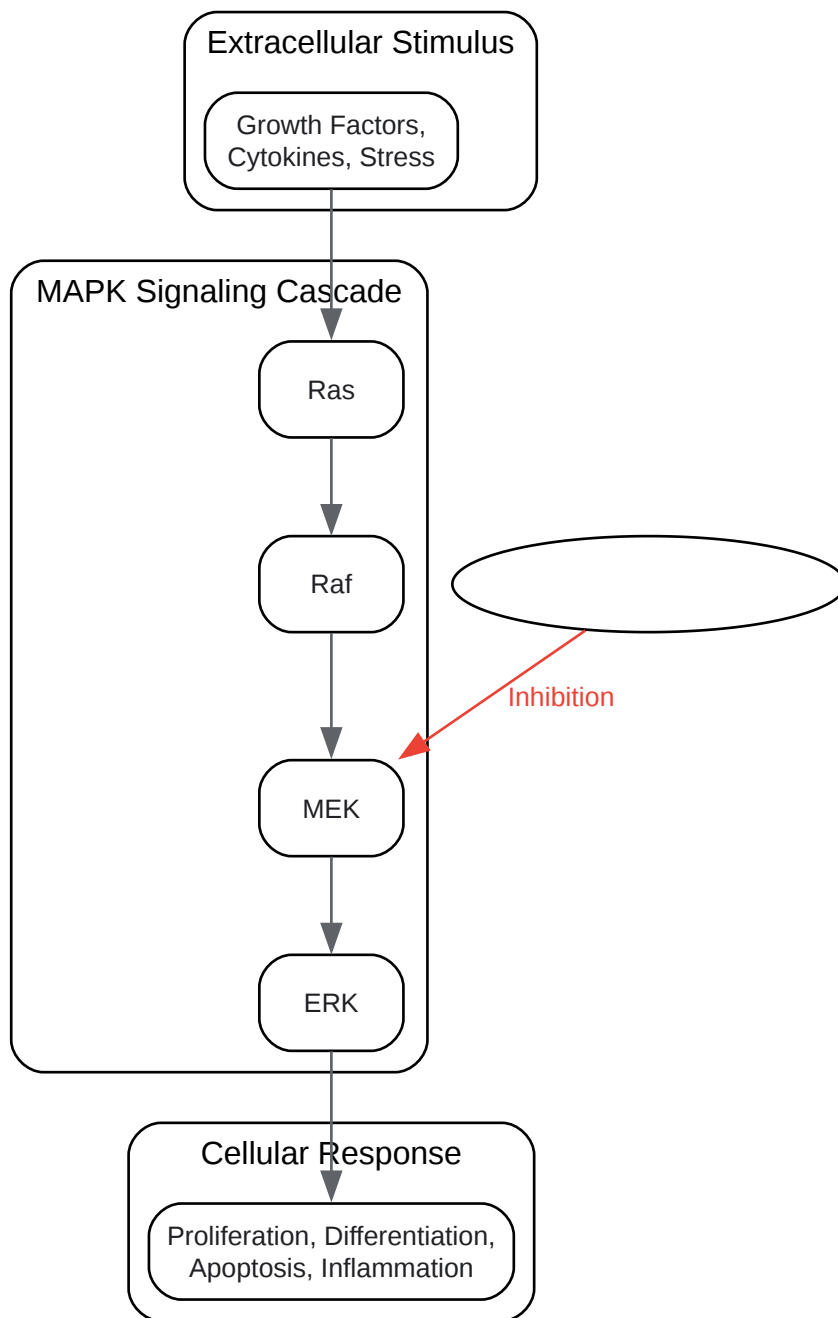 Extracellular Stimulus
Growth Factors,
Cytokines, Stress
MAPK Signaling Cascade
Ras
Raf
Inhibition
MEK
ERK
Cellular Response
Proliferation, Differentiation,
Apoptosis, Inflammation